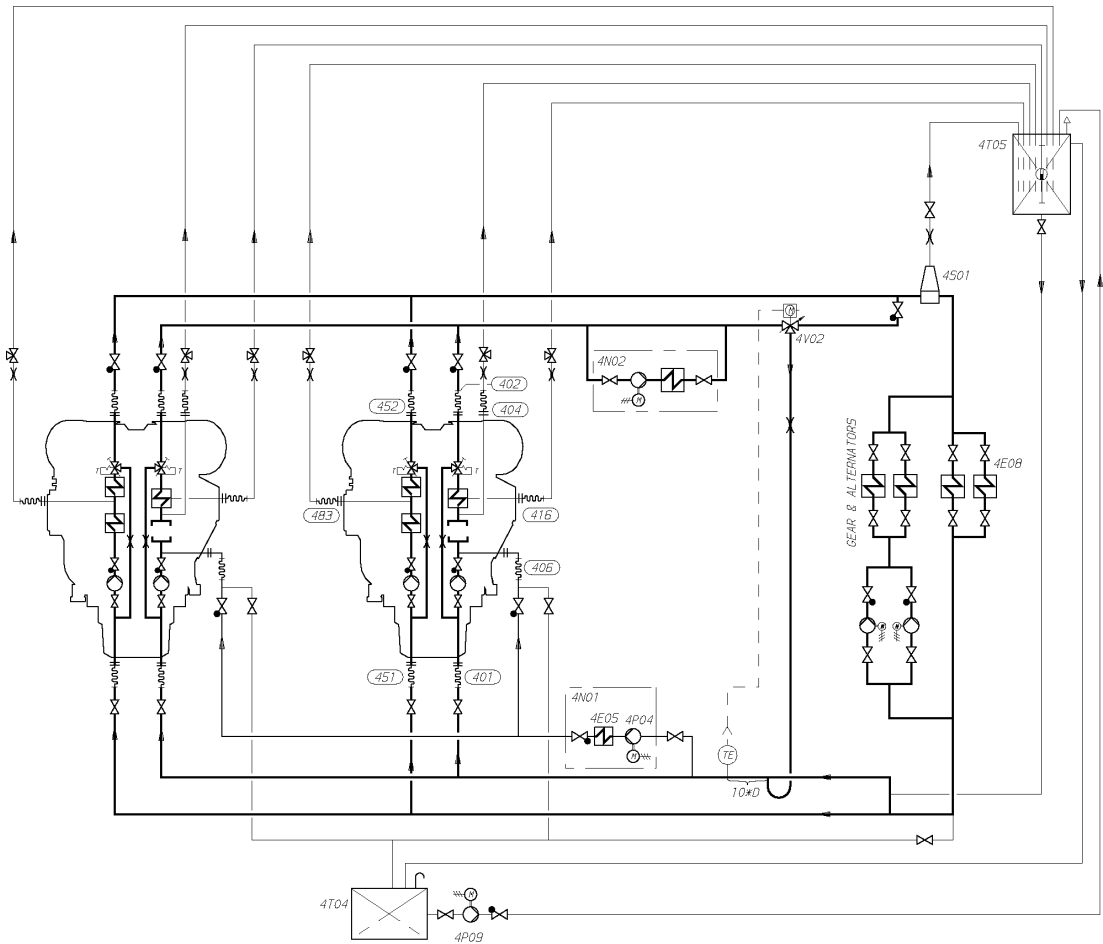 4T05
4S01
M
4V02
4N02
402
452
404
M
T
T
T
T
GEAR & ALTERNATORS
4E08
483
416
406
M
M
451
401
4N01
4E05
4P04
M
TE
10*D
4T04
M
4P09